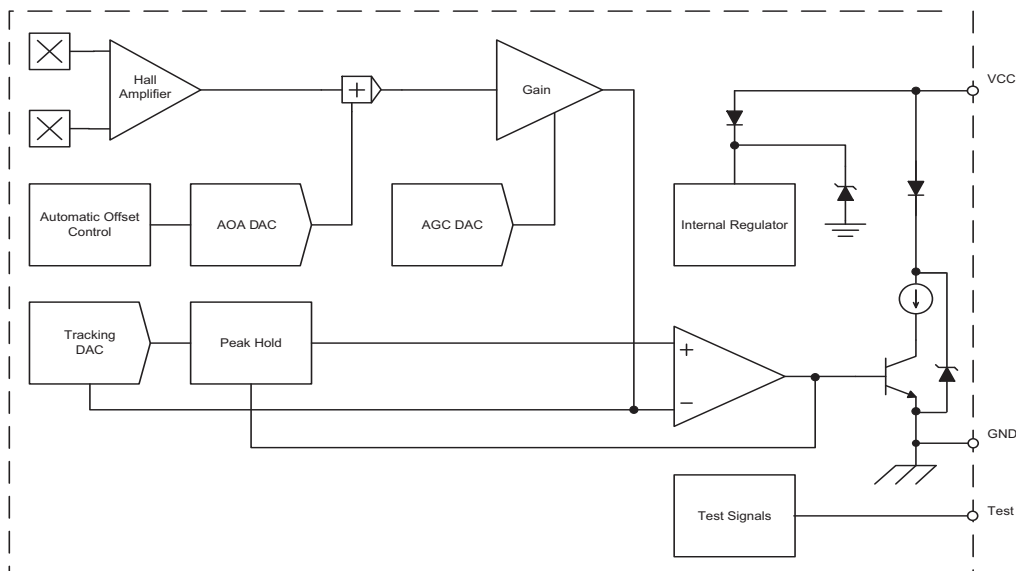 Hall
Amplifier
+
Gain
VCC
Automatic Offset
Control
AOA DAC
AGC DAC
Internal Regulator
Tracking
DAC
Peak Hold
+
−
GND
Test Signals
Test